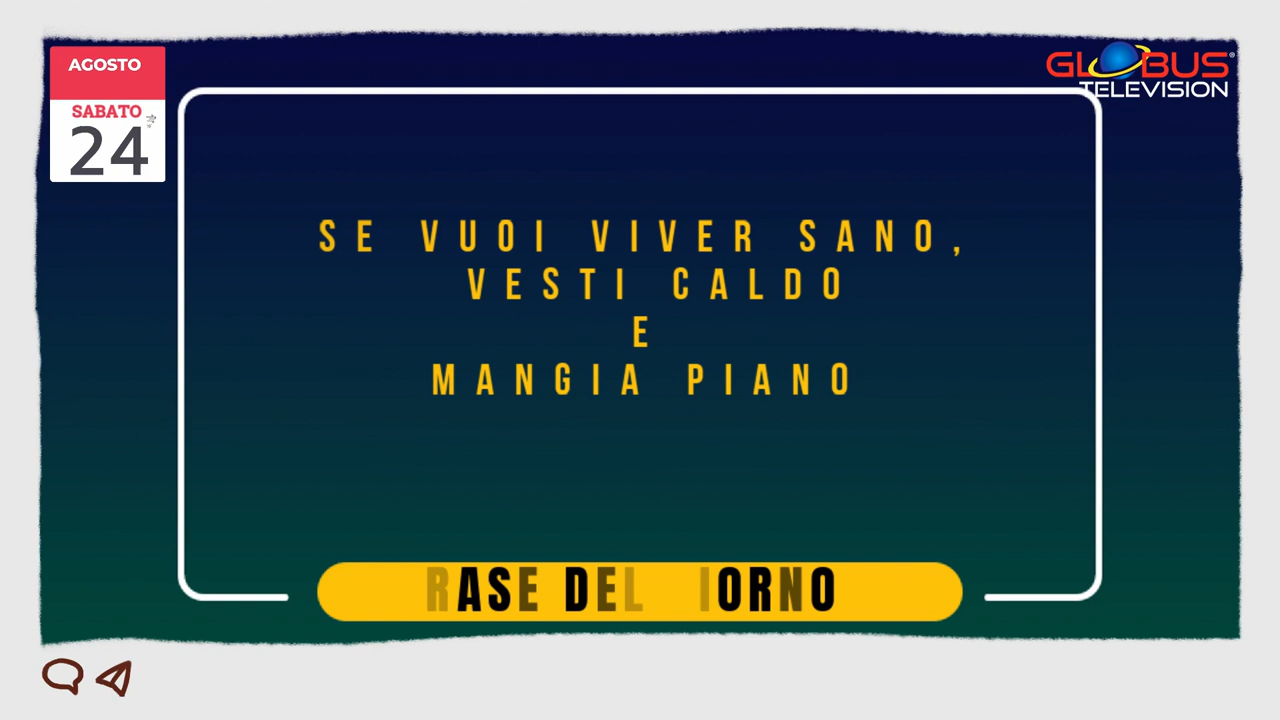 AGOSTO
SABATO
24
GLOBUS®
TELEVISION
SE VUOI VIVER SANO,
VESTI CALDO
E
MANGIA PIANO
RASE DEL IORNO